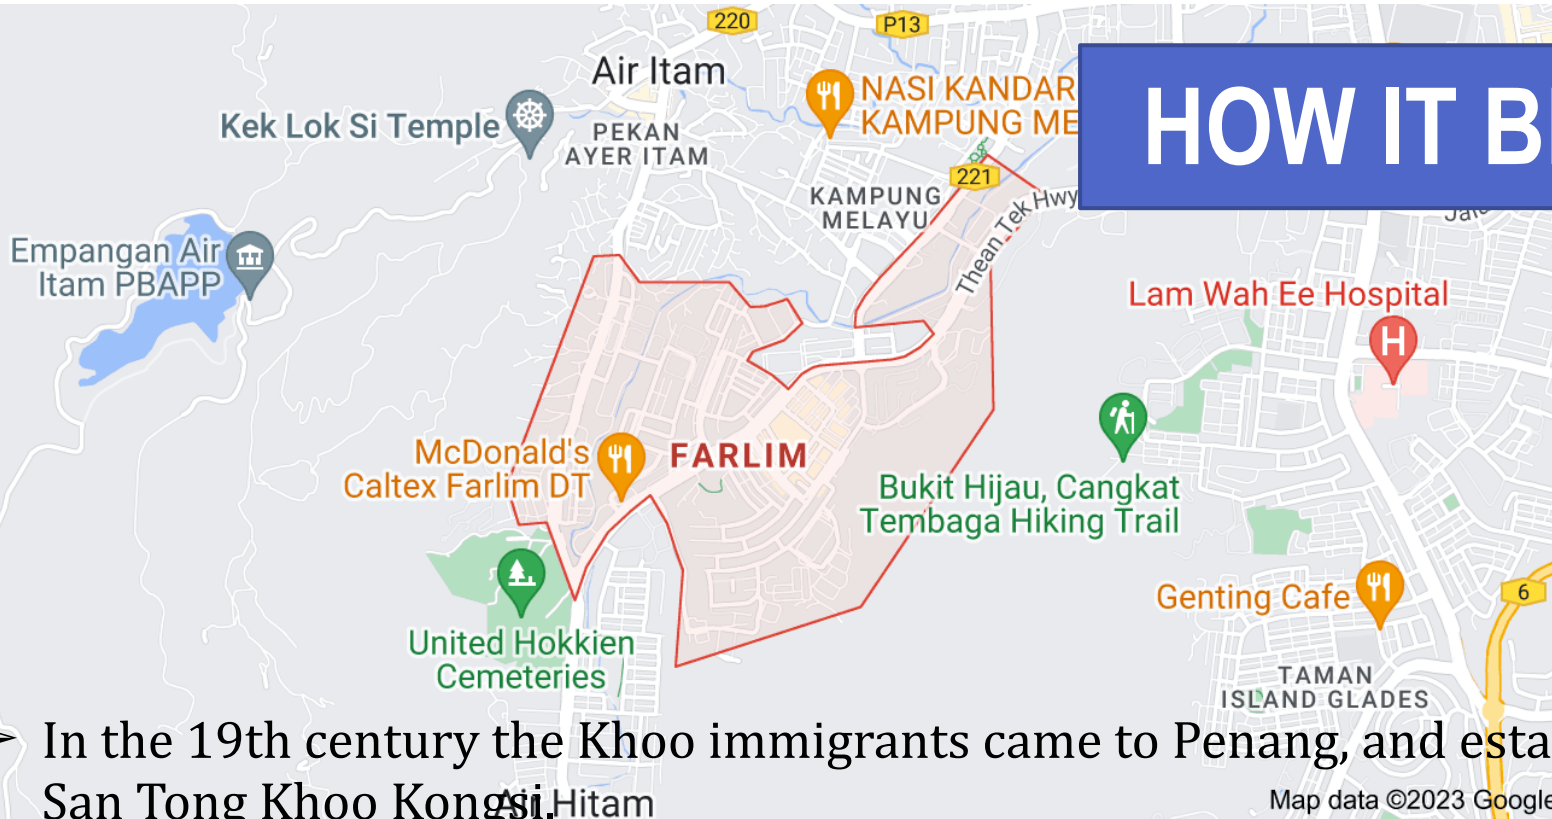 220
P13
Air Itam
NASI KANDAR
KAMPUNG ME
HOW IT
Kek Lok Si Temple
PEKAN
AYER ITAM
221
KAMPUNG
MELAYU
Thean Tek Hwy
Empangan Air
Itam PBAPP
Lam Wah Ee Hospital
H
McDonald's
Caltex Farlim DT
FARLIM
Bukit Hijau, Cangkat
Tembaga Hiking Trail
Genting Cafe
6
United Hokkien
Cemeteries
TAMAN
ISLAND GLADES
➢ In the 19th century the Khoo immigrants came to Penang, and esta
San Tong Khoo Kongsi.
Air Hitam
Map data ©2023 Google